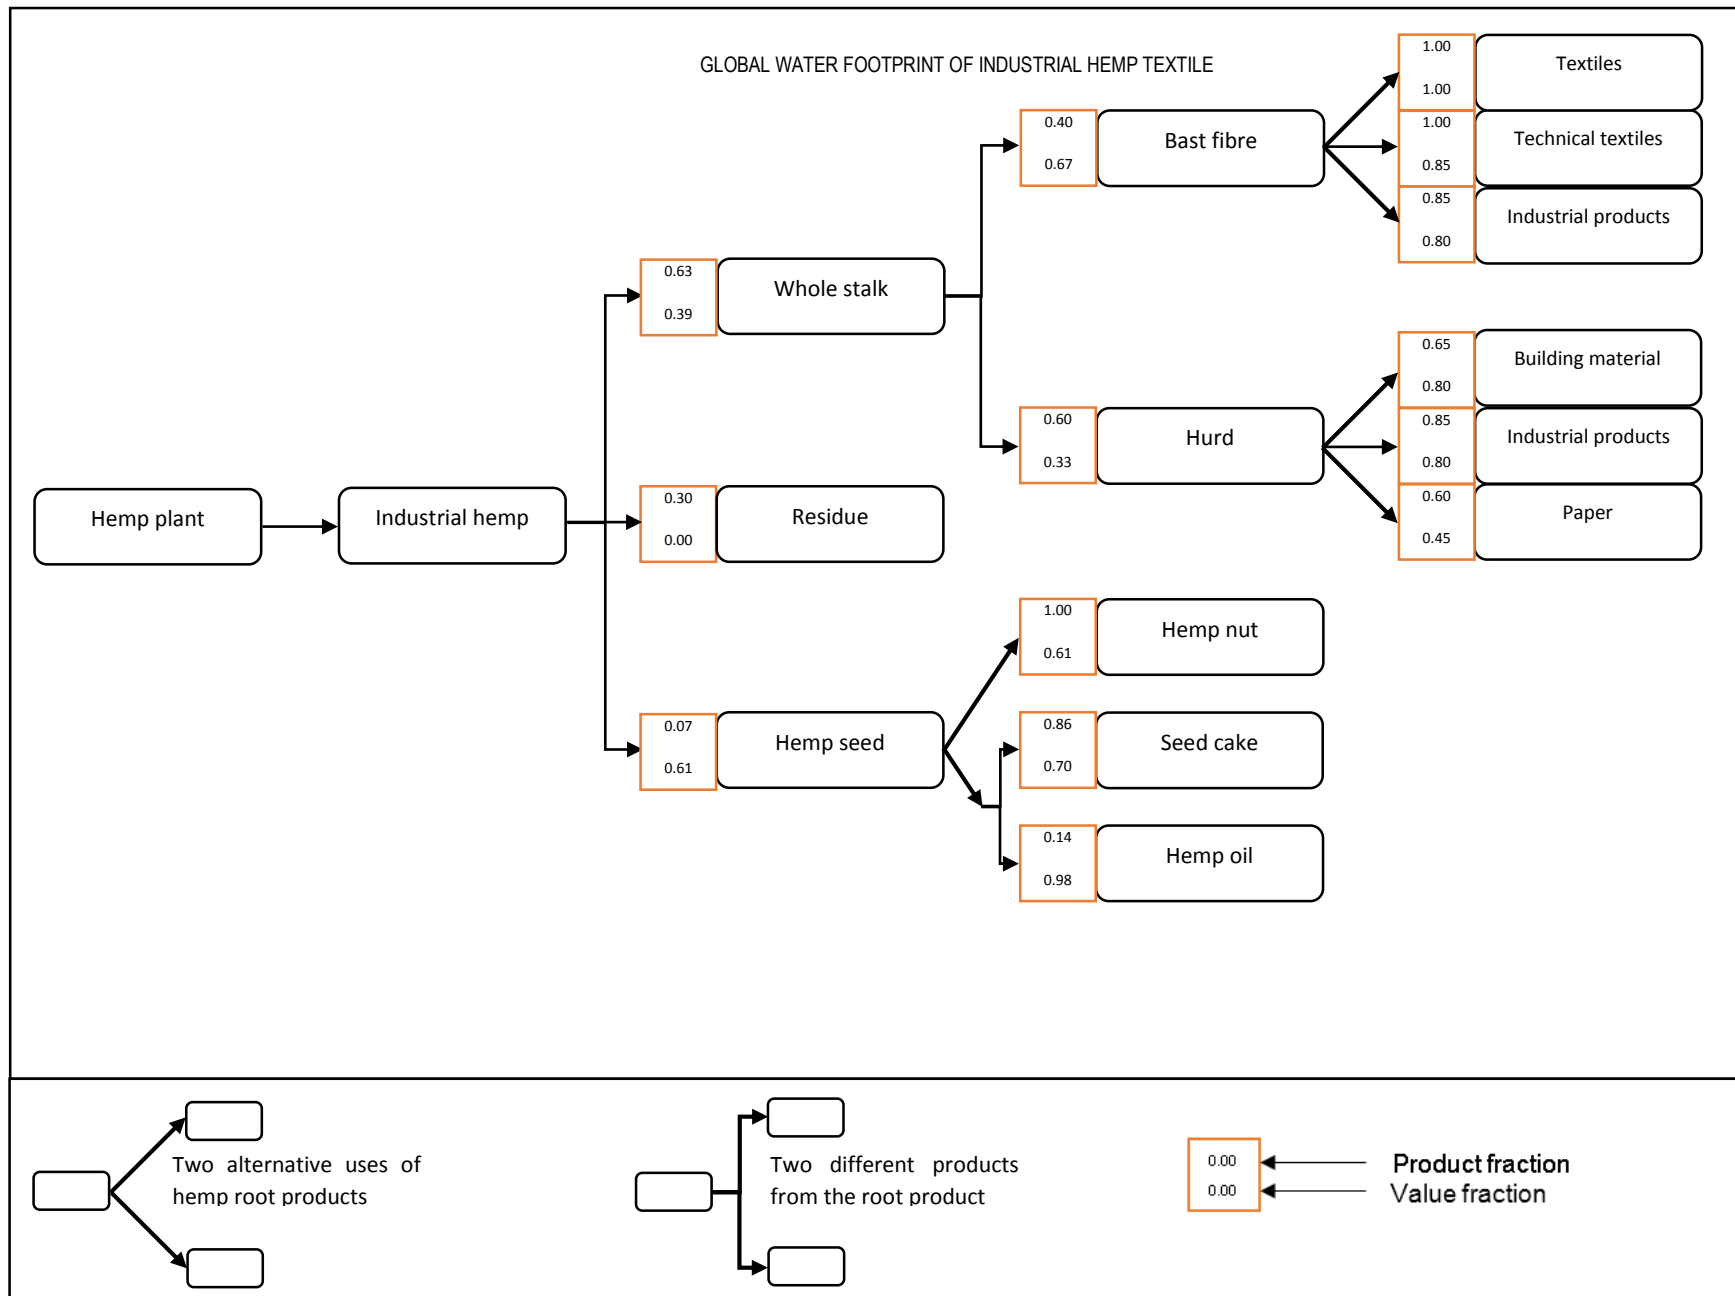 GLOBAL WATER FOOTPRINT OF INDUSTRIAL HEMP TEXTILE
1.00
1.00
Textiles
1.00
0.85
Technical textiles
0.85
0.80
Industrial products
0.40
0.67
Bast fibre
0.63
0.39
Whole stalk
0.65
0.80
Building material
0.85
0.80
Industrial products
0.60
0.45
Paper
0.60
0.33
Hurd
Hemp plant
Industrial hemp
0.30
0.00
Residue
1.00
0.61
Hemp nut
0.07
0.61
Hemp seed
0.86
0.70
Seed cake
0.14
0.98
Hemp oil
Two alternative uses of
hemp root products
Two different products
from the root product
0.00
Product fraction
0.00
Value fraction